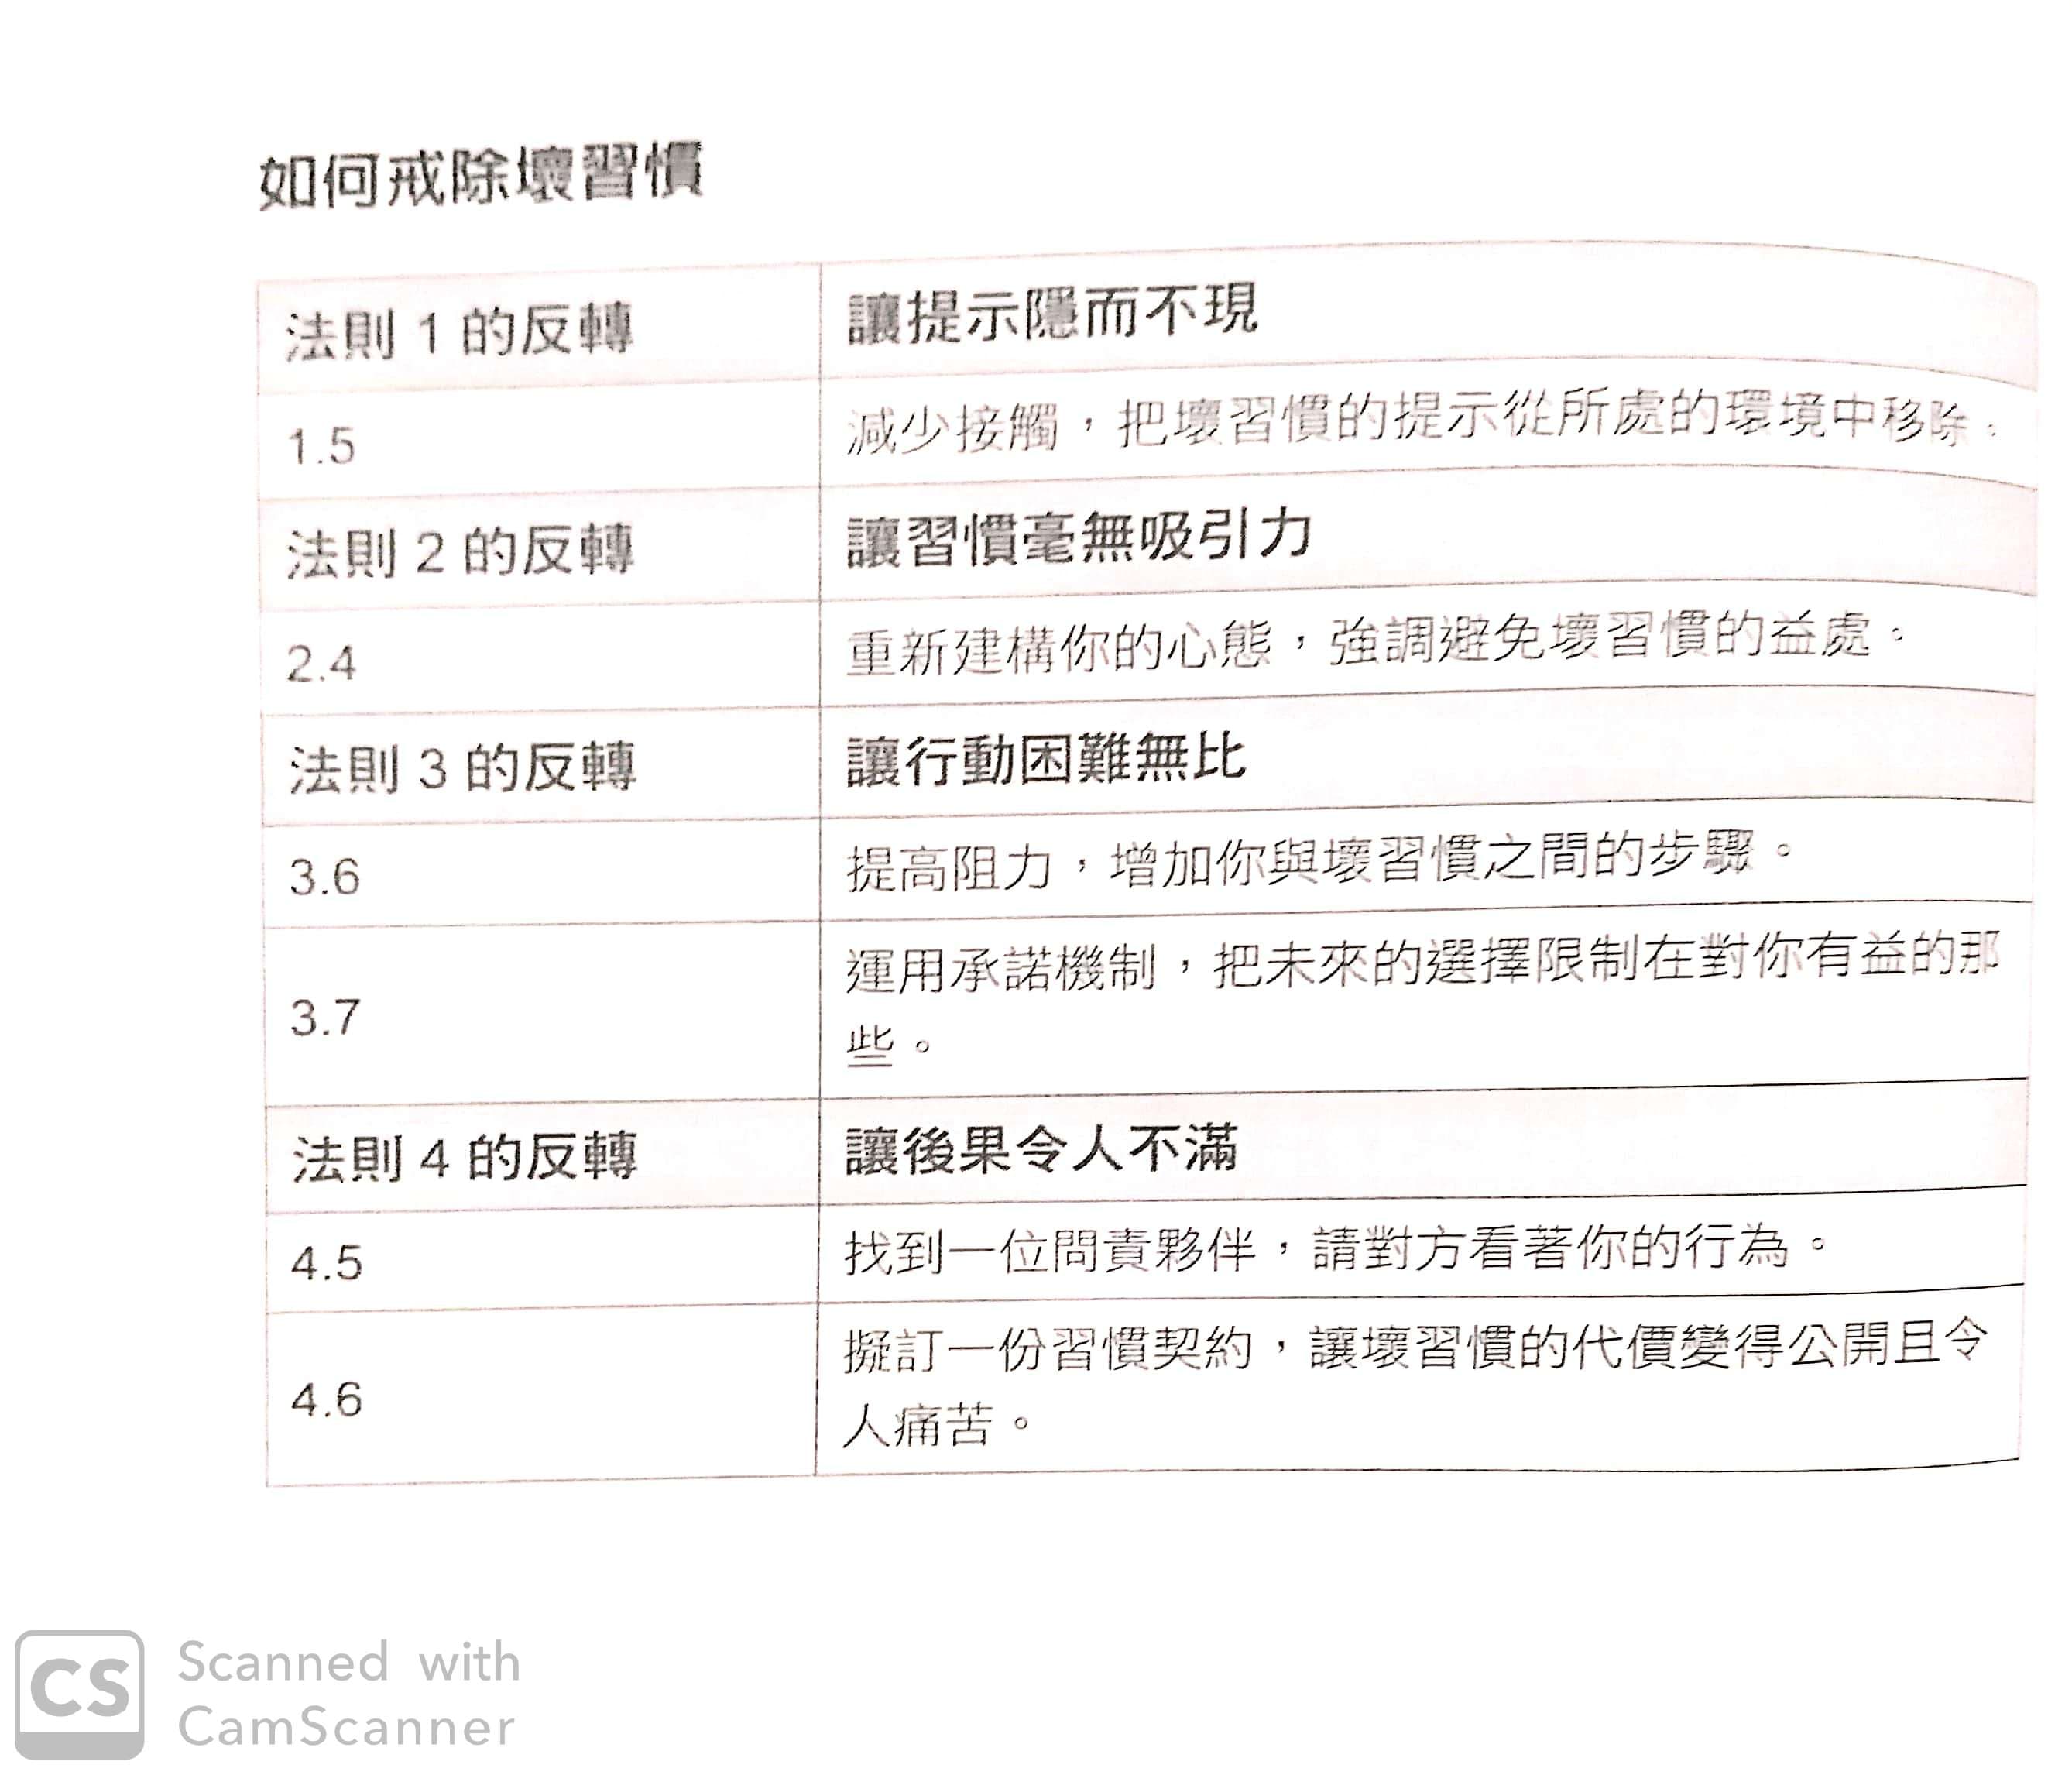 如何戒除壞習慣
法則 1 的反轉 讓提示隱而不現
1.5 減少接觸，把壞習慣的提示從所處的環境中移除。
法則 2 的反轉 讓習慣毫無吸引力
2.4 重新建構你的心態，強調避免壞習慣的益處。
法則 3 的反轉 讓行動困難無比
3.6 提高阻力，增加你與壞習慣之間的步驟。
3.7 運用承諾機制，把未來的選擇限制在對你有益的那
些。
法則 4 的反轉 讓後果令人不滿
4.5 找到一位問責夥伴，請對方看著你的行為。
4.6 擬訂一份習慣契約，讓壞習慣的代價變得公開且令
人痛苦。
CS Scanned with
CamScanner